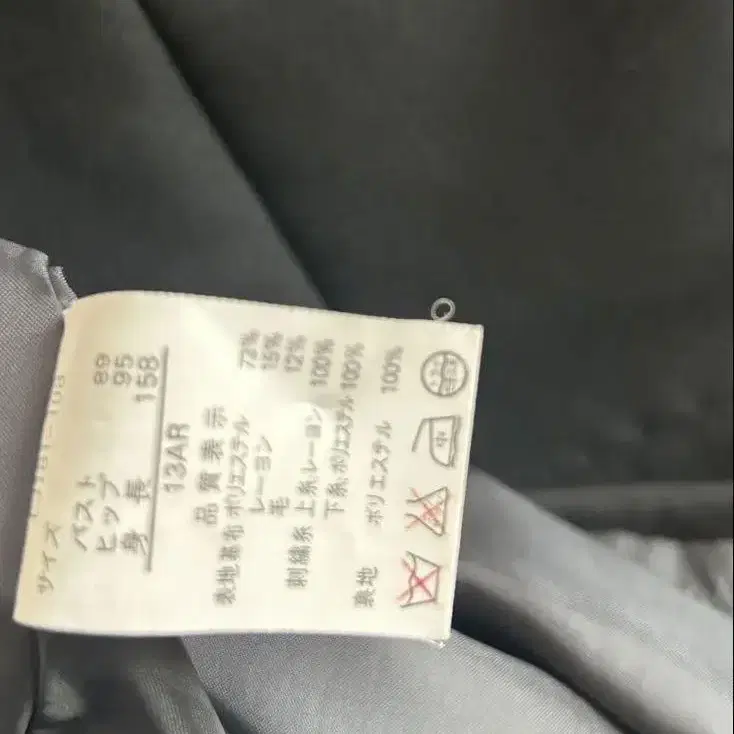 サイズ
バスト 89
ヒップ 95
身長 158
13AR
品質表示
表地基布 ポリエステル 73%
レーヨン 15%
毛 12%
刺繍糸 上糸:レーヨン 100%
下糸:ポリエステル 100%
裏地 ポリエステル 100%
中